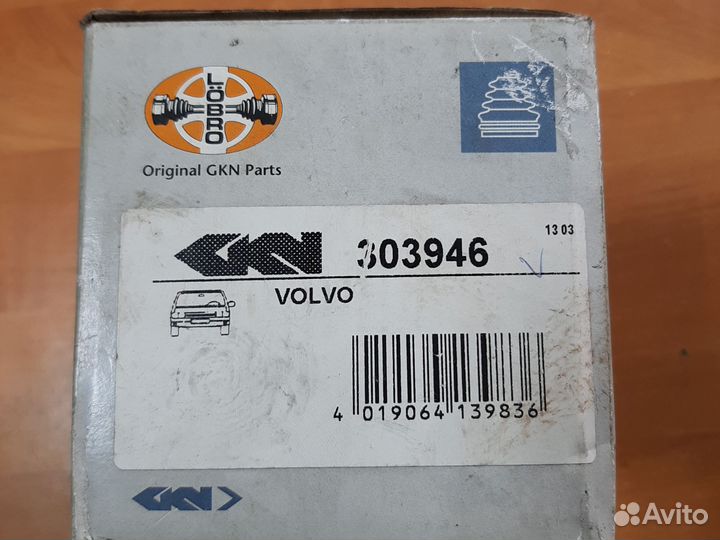 LÖBRO
Original GKN Parts
GKN 303946
13 03
VOLVO
4 019064 139836
GKN
Avito